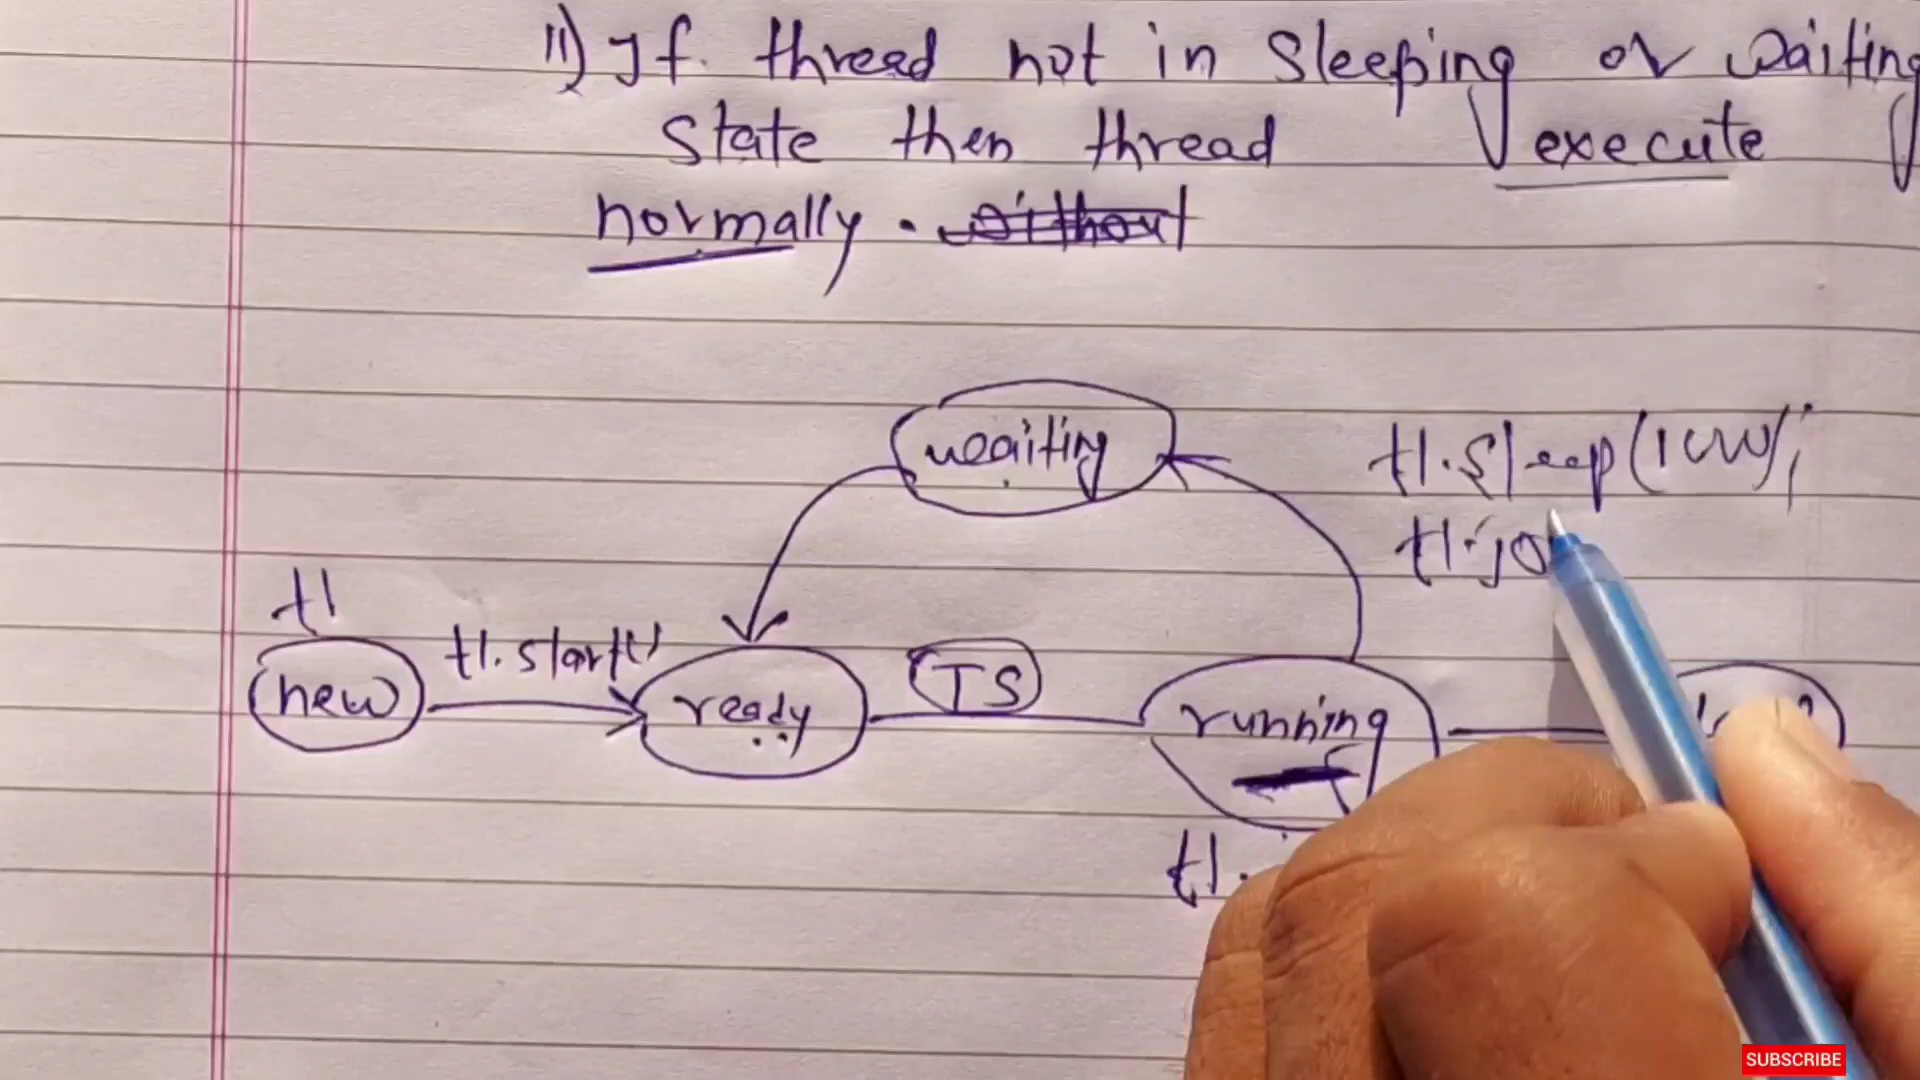 11) If thread not in sleeping or waiting
state then thread execute
normally.
waiting
t1.sleep(1000);
t1.jo
t1
t1.start()
new
ready
TS
running
t1.
SUBSCRIBE